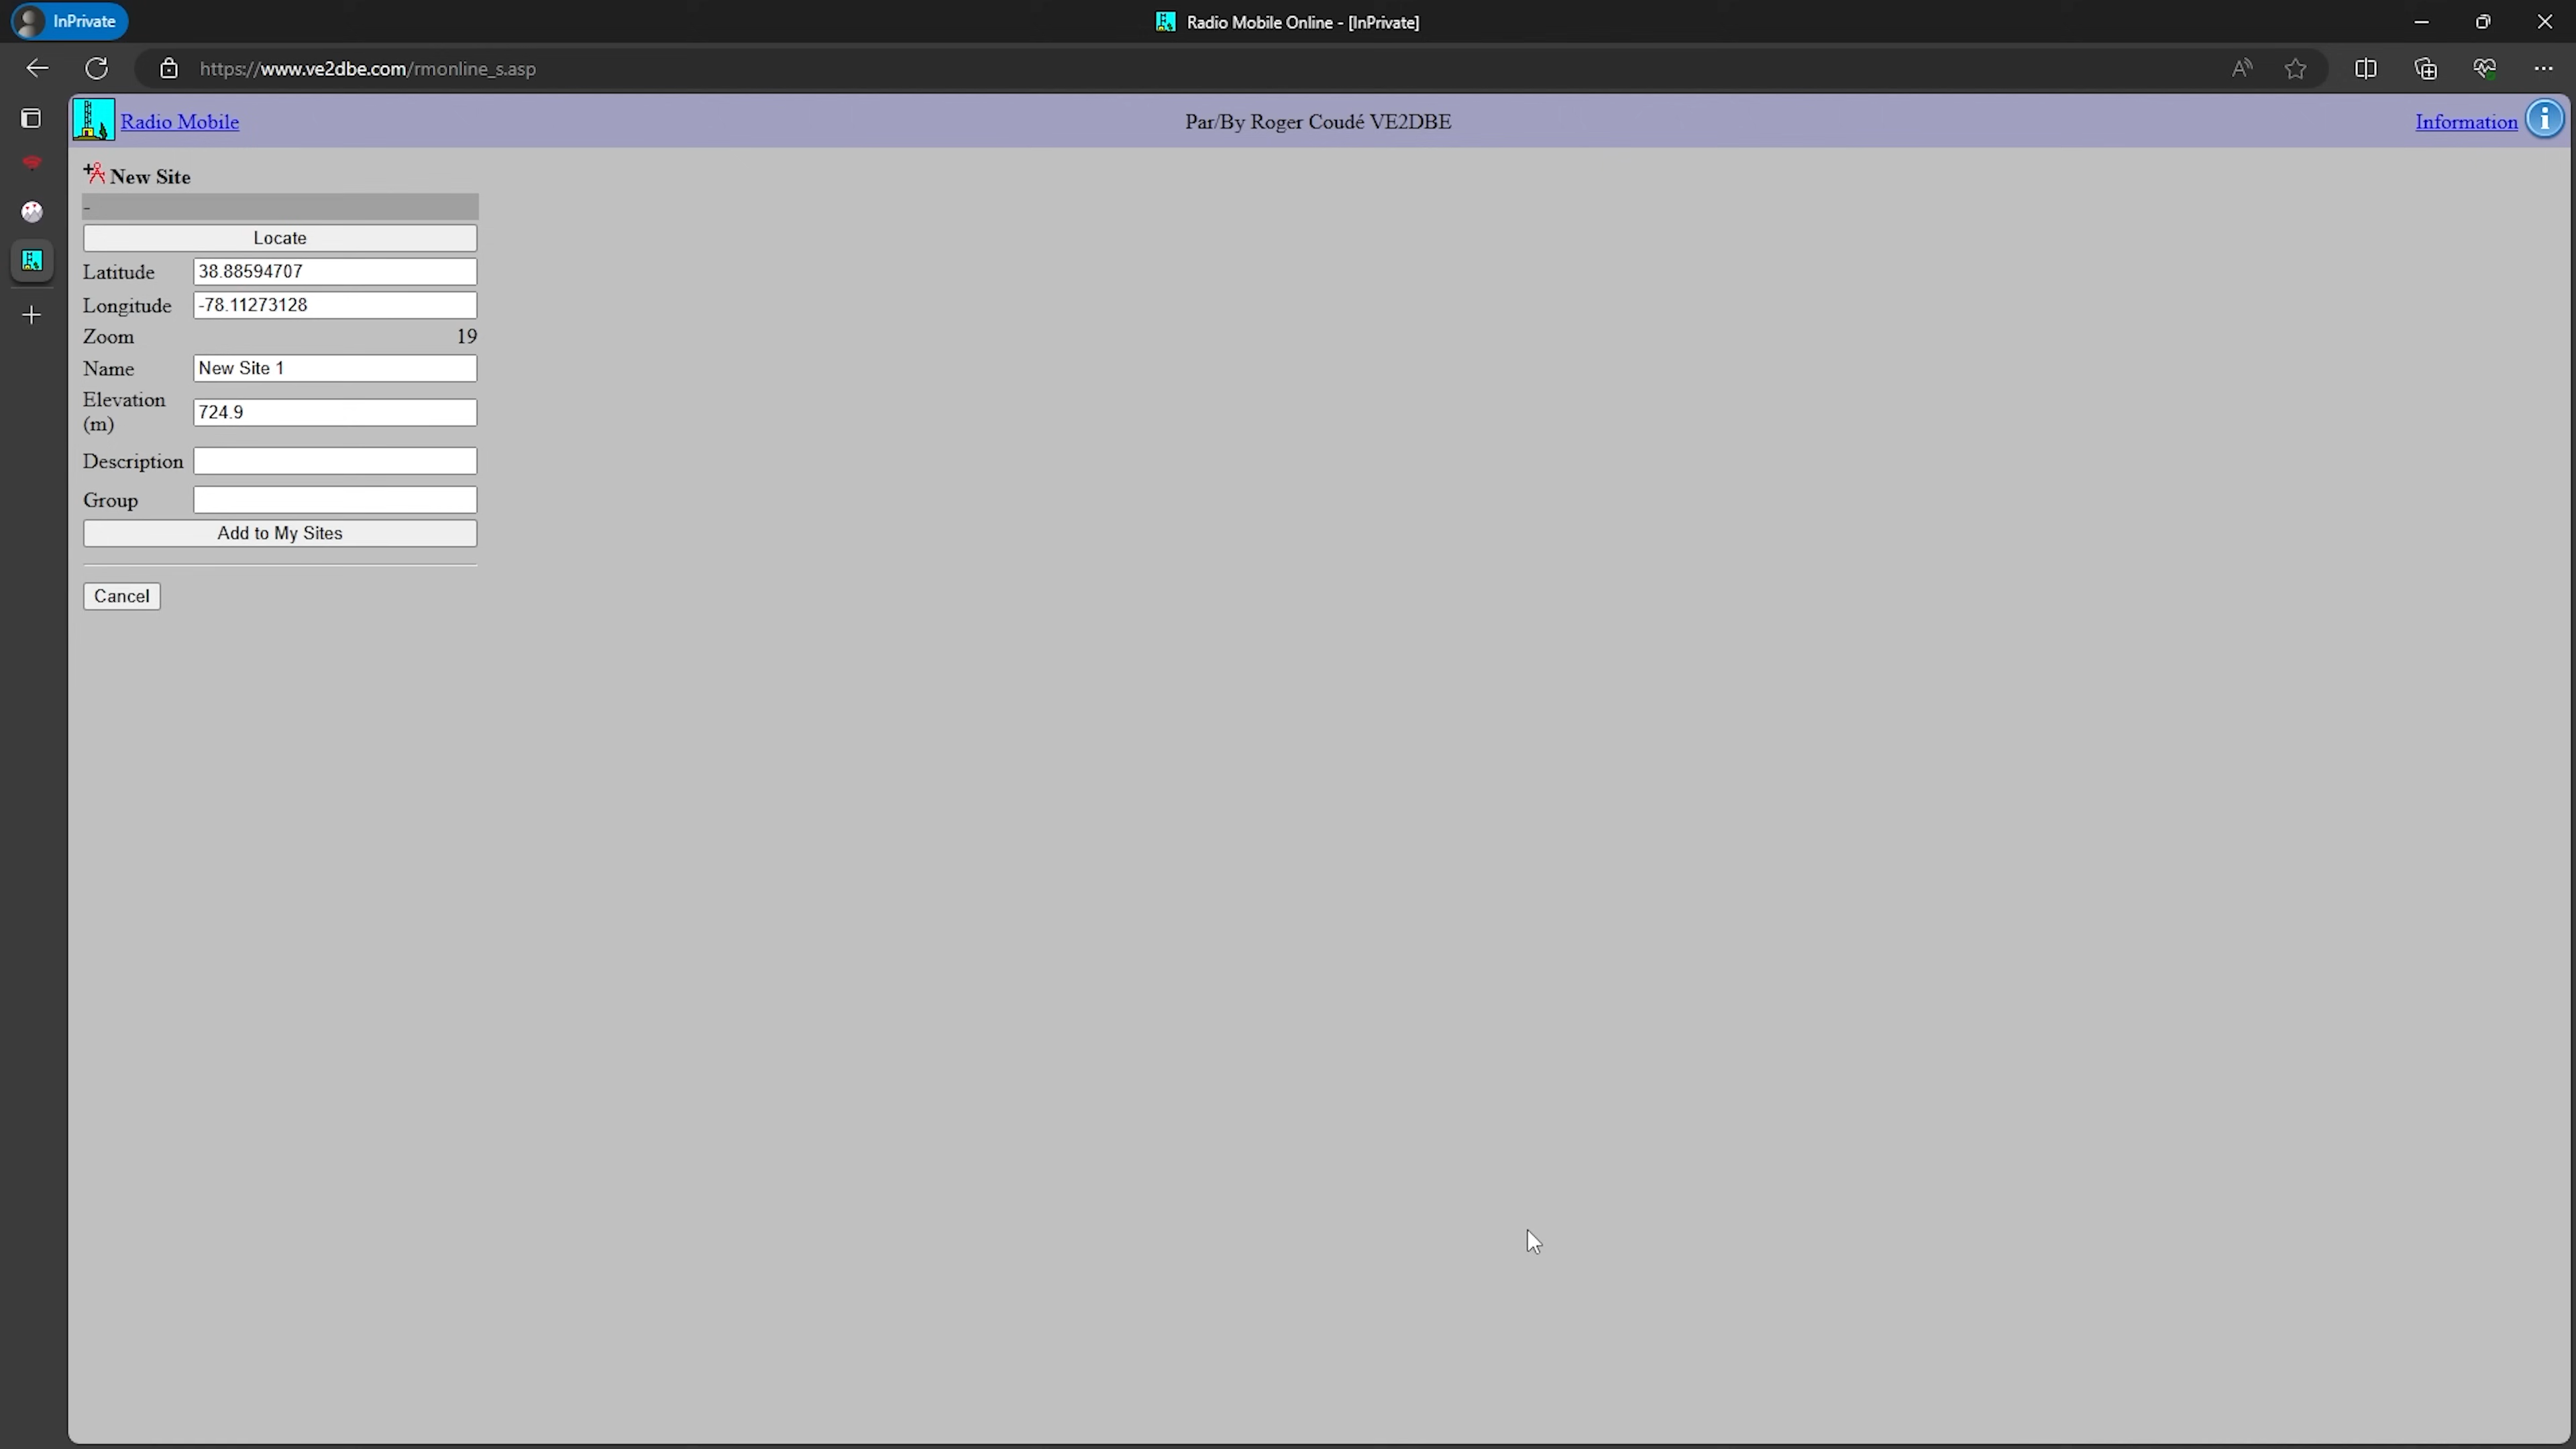 InPrivate
Radio Mobile Online - [InPrivate]
https://www.ve2dbe.com/rmonline_s.asp
Radio Mobile
Par/By Roger Coudé VE2DBE
Information
New Site
-
Locate
Latitude 38.88594707
Longitude -78.11273128
Zoom 19
Name New Site 1
Elevation (m) 724.9
Description
Group
Add to My Sites
Cancel